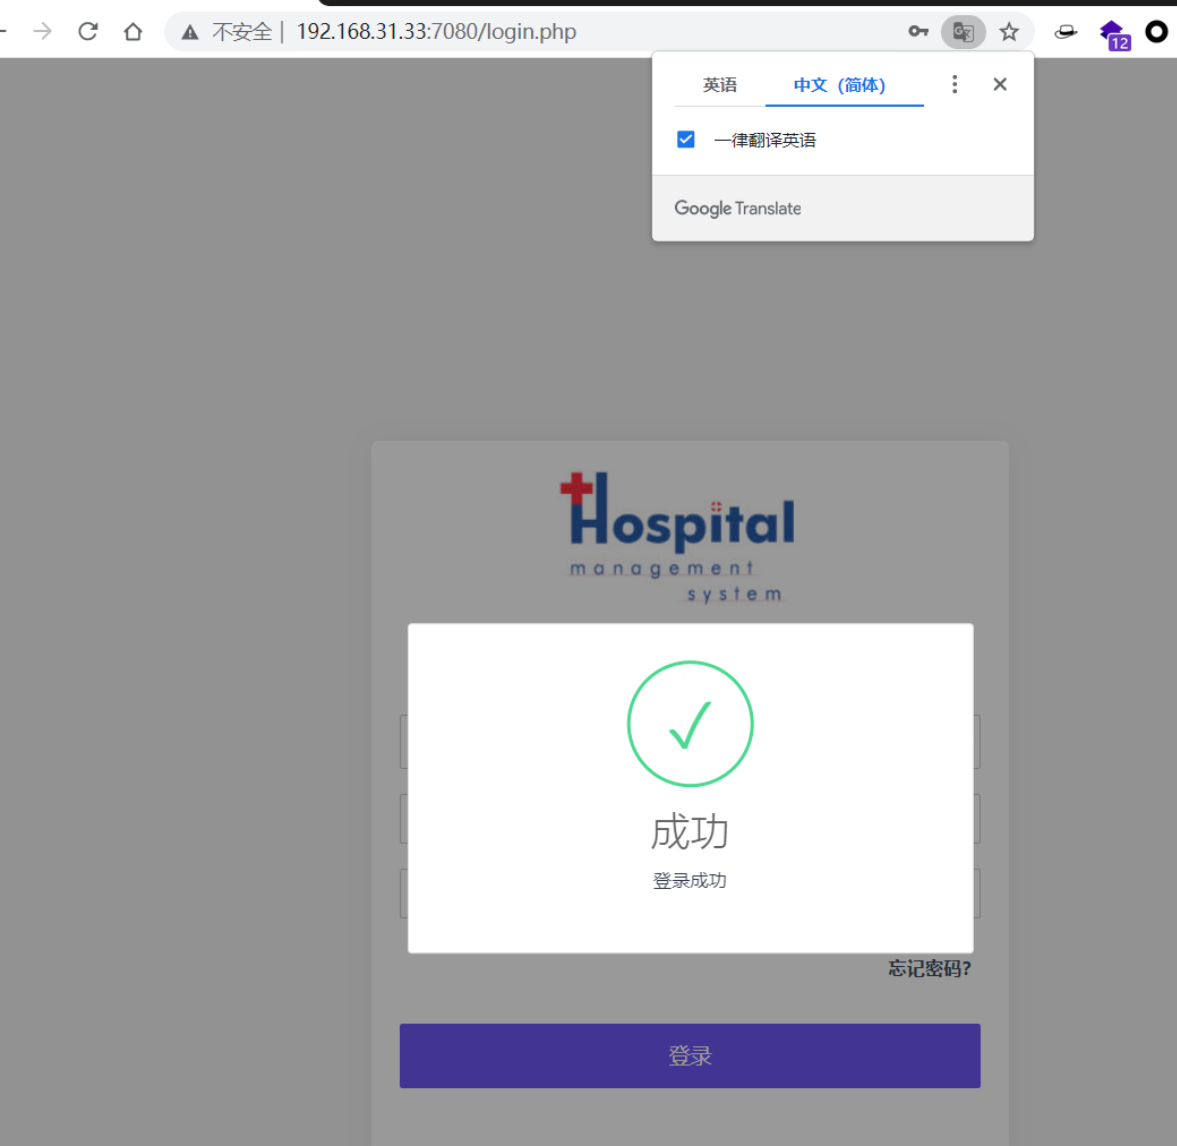 不安全 | 192.168.31.33:7080/login.php
12
英语 中文（简体）
一律翻译英语
Google Translate
Hospital
management
system
成功
登录成功
忘记密码?
登录